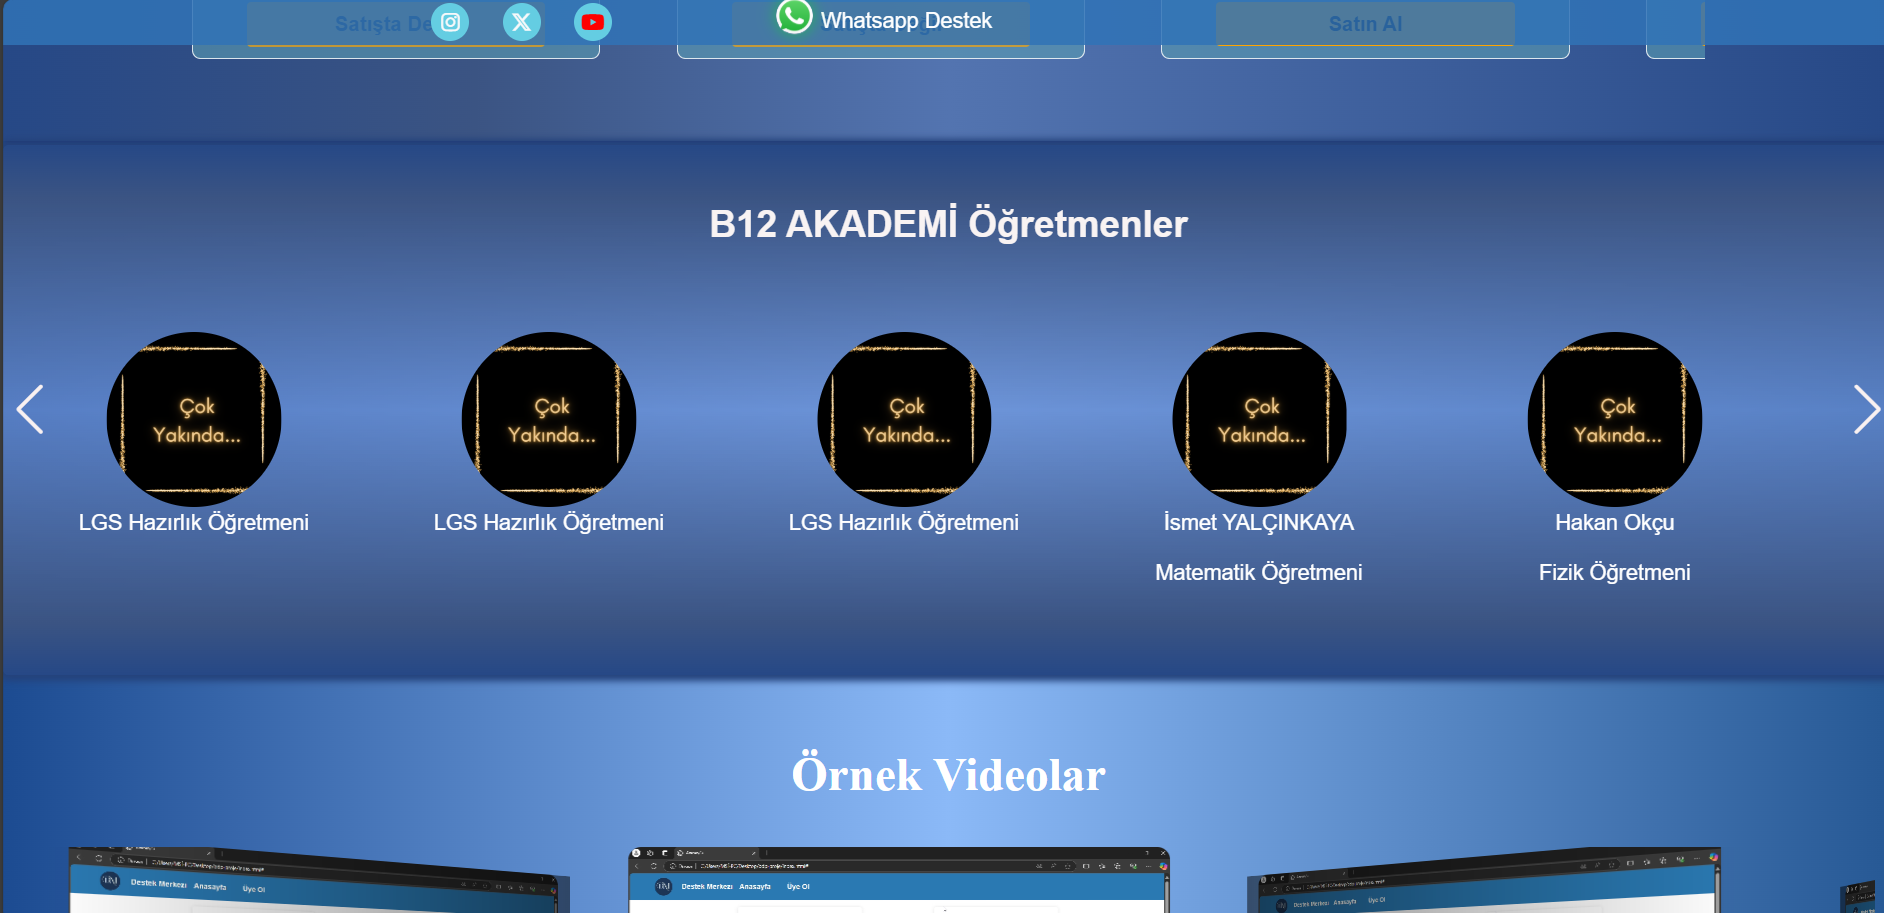 Satışta De
Whatsapp Destek
Satın Al
B12 AKADEMİ Öğretmenler
Çok
Yakında...
LGS Hazırlık Öğretmeni
Çok
Yakında...
LGS Hazırlık Öğretmeni
Çok
Yakında...
LGS Hazırlık Öğretmeni
Çok
Yakında...
İsmet YALÇINKAYA
Matematik Öğretmeni
Çok
Yakında...
Hakan Okçu
Fizik Öğretmeni
Örnek Videolar
Destek Merkezi Anasayfa Üye Ol
Destek Merkezi Anasayfa Üye Ol
Destek Merkezi Anasayfa Üye Ol